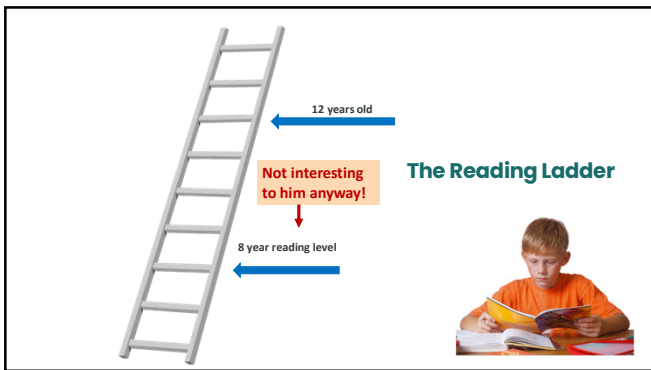 12 years old
Not interesting
to him anyway!
The Reading Ladder
8 year reading level